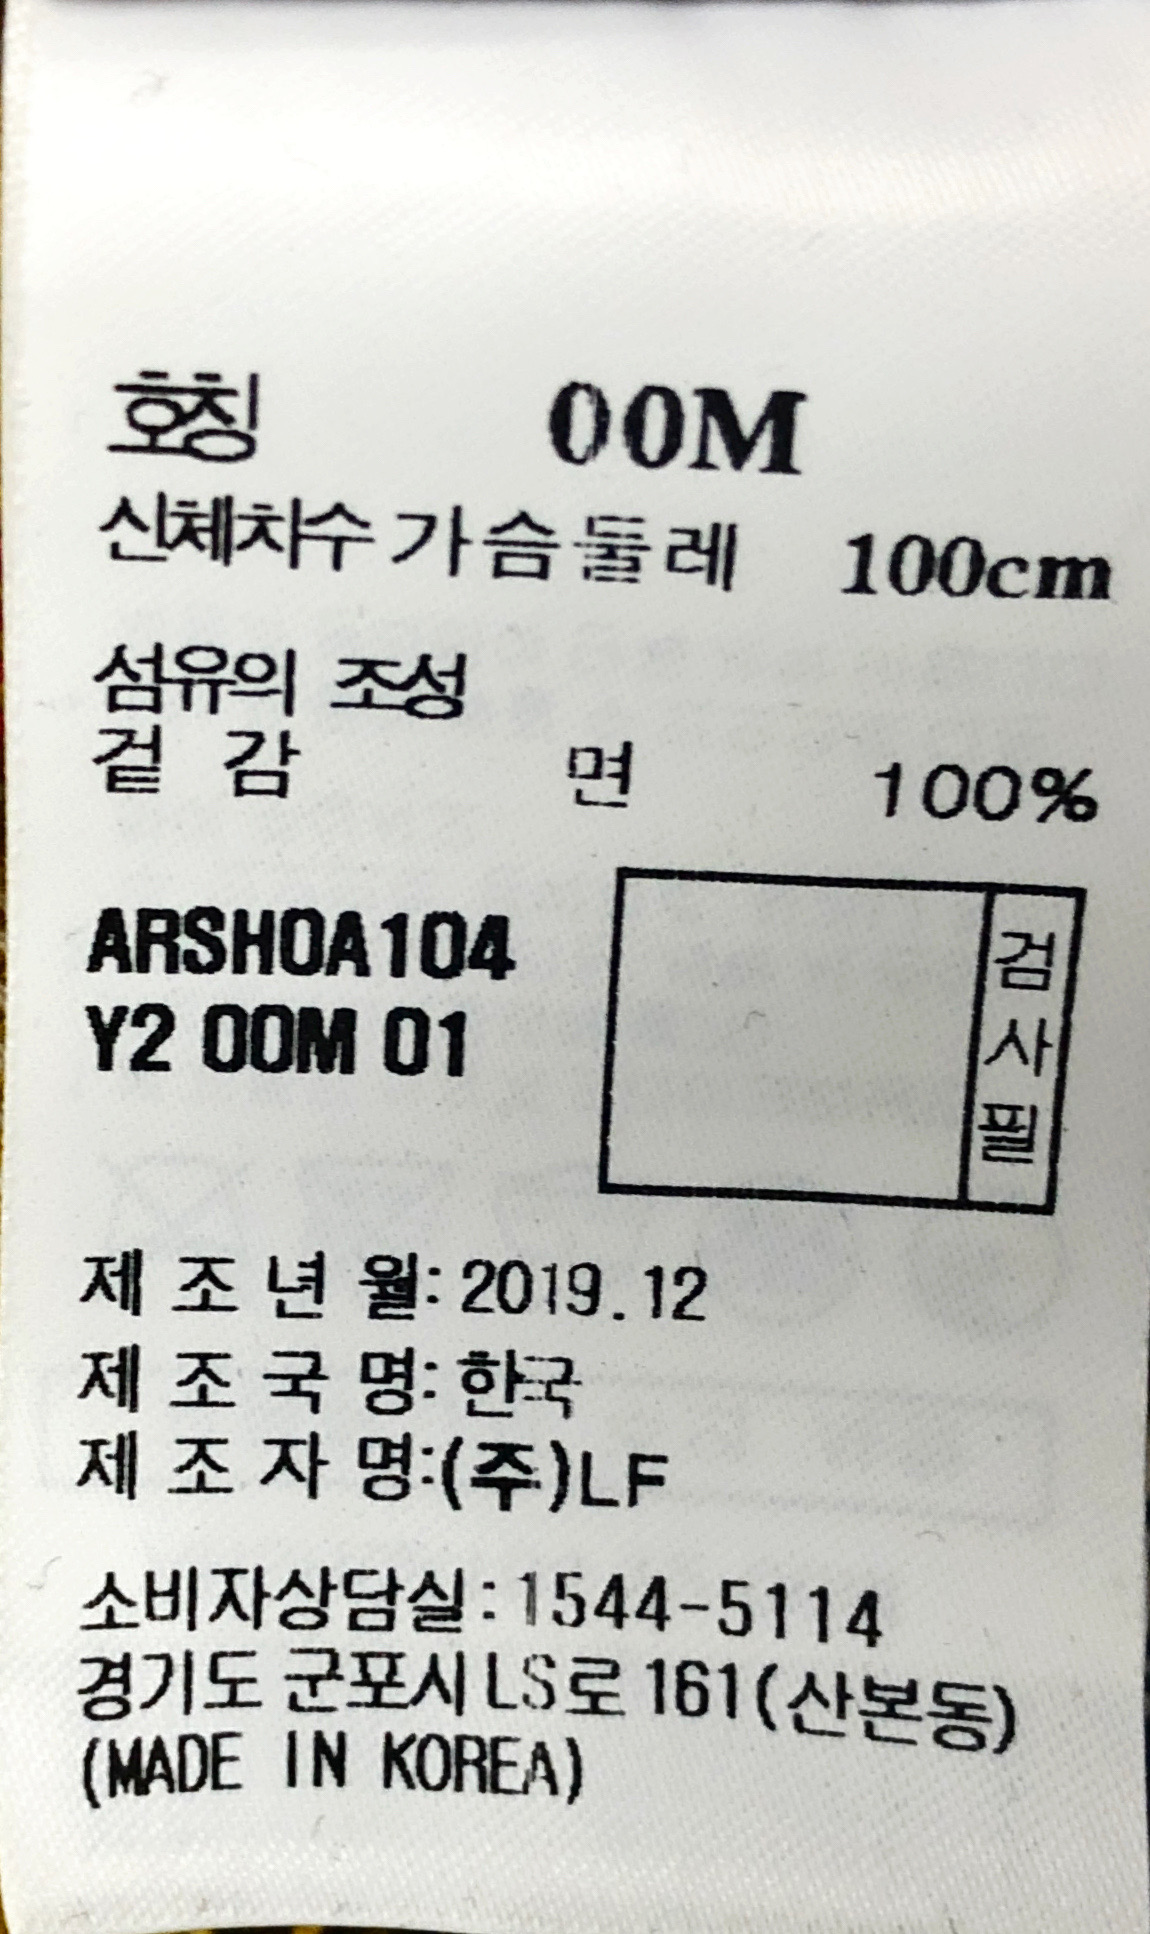 호칭 00M
신체치수 가슴둘레 100cm
섬유의 조성
겉 감 면 100%
ARSH0A104
Y2 00M 01
검사필
제 조 년 월: 2019.12
제 조 국 명: 한국
제 조 자 명:(주)LF
소비자상담실: 1544-5114
경기도 군포시 LS로 161(산본동)
(MADE IN KOREA)